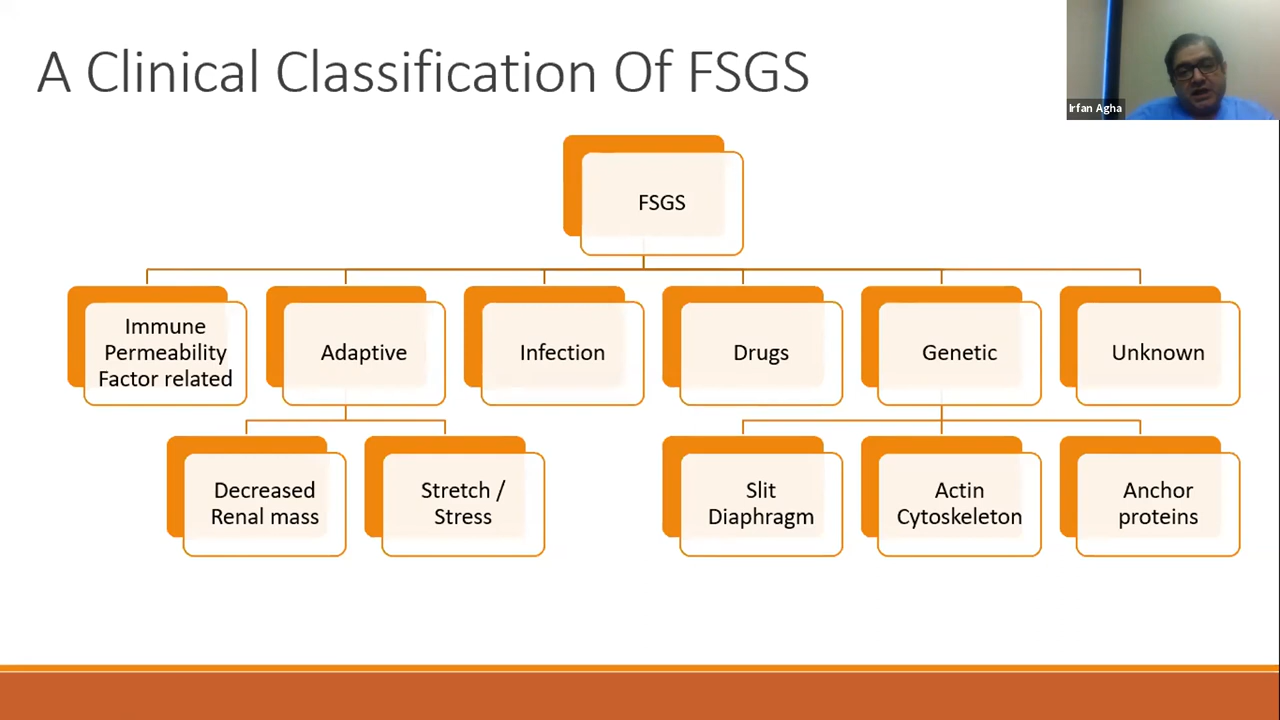 A Clinical Classification Of FSGS
Irfan Agha
FSGS
Immune
Permeability
Factor related
Adaptive
Infection
Drugs
Genetic
Unknown
Decreased
Renal mass
Stretch /
Stress
Slit
Diaphragm
Actin
Cytoskeleton
Anchor
proteins